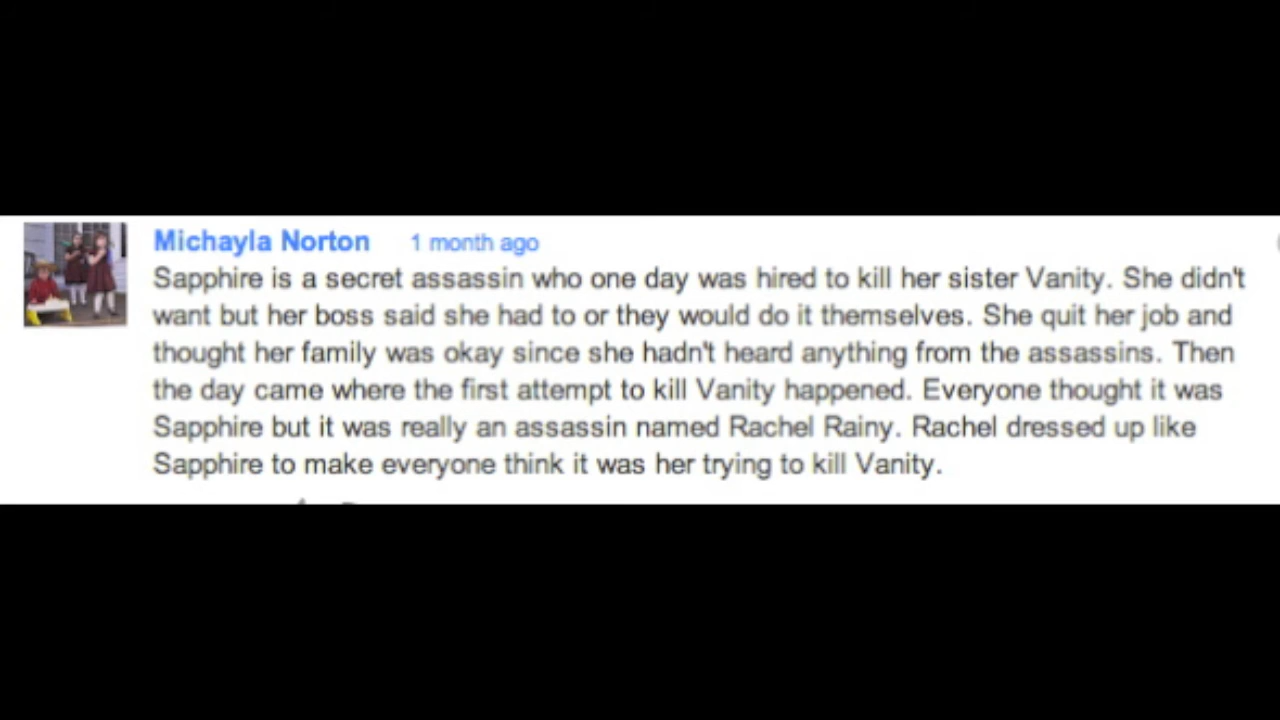 Michayla Norton 1 month ago
Sapphire is a secret assassin who one day was hired to kill her sister Vanity. She didn't
want but her boss said she had to or they would do it themselves. She quit her job and
thought her family was okay since she hadn't heard anything from the assassins. Then
the day came where the first attempt to kill Vanity happened. Everyone thought it was
Sapphire but it was really an assassin named Rachel Rainy. Rachel dressed up like
Sapphire to make everyone think it was her trying to kill Vanity.